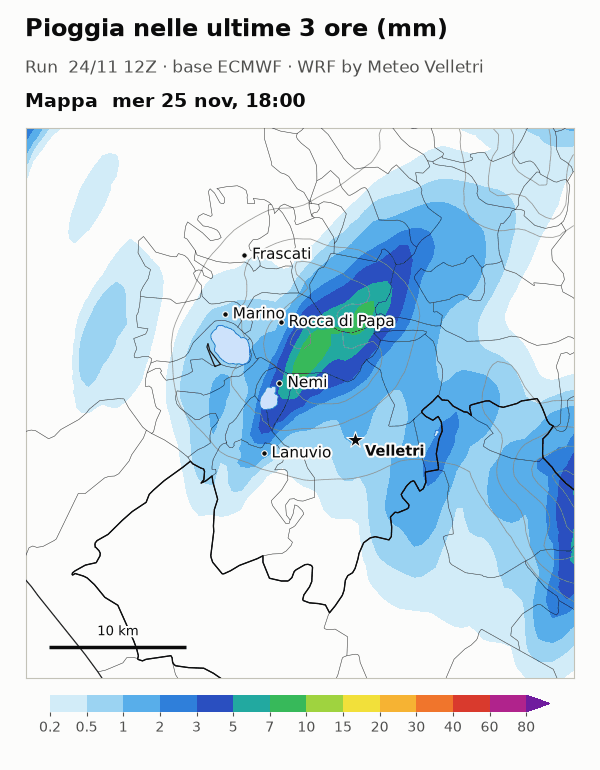 Pioggia nelle ultime 3 ore (mm)
Run  24/11 12Z · base ECMWF · WRF by Meteo Velletri
Mappa  mer 25 nov, 18:00
Frascati
Marino
Rocca di Papa
Nemi
Velletri
Lanuvio
10 km
0.2 0.5 1 2 3 5 7 10 15 20 30 40 60 80